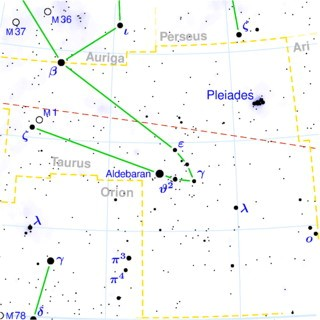 M36
M37
ι
ζ
Perseus
Ari
Auriga
β
Pleiades
M1
ζ
ε
Taurus
Aldebaran
ϑ²
γ
Orion
λ
λ
ο
γ
π³
π⁴
M78
δ